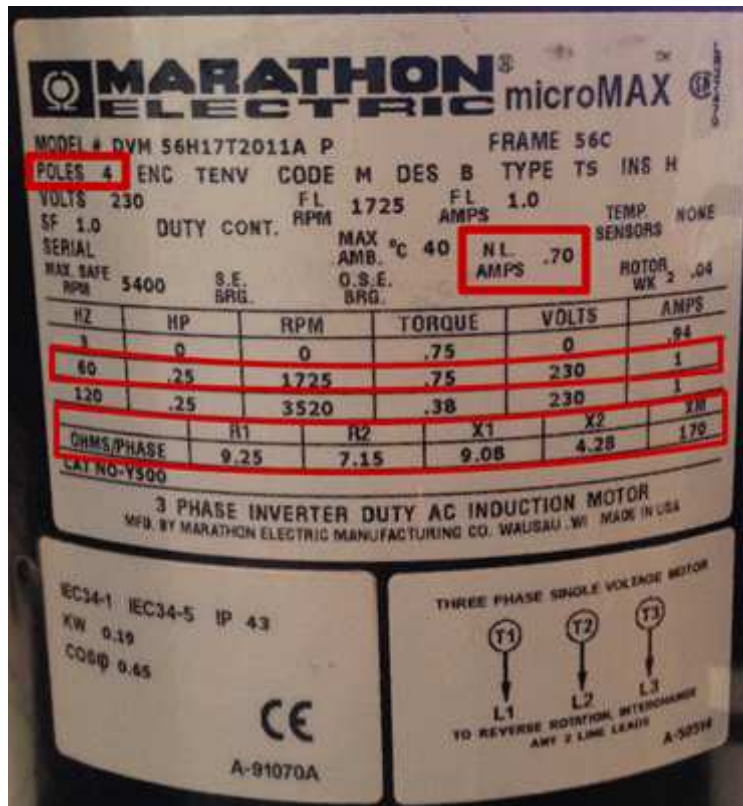 MARATHON®
ELECTRIC microMAX™
MODEL # DVM 56H17T2011A P FRAME 56C
POLES 4 ENC TENV CODE M DES B TYPE TS INS H
VOLTS 230 FL RPM 1725 FL AMPS 1.0
SF 1.0 DUTY CONT. MAX AMB. °C 40 N L AMPS .70 TEMP. SENSORS NONE
SERIAL
MAX. SAFE RPM 5400 S.E. BRG. O.S.E. BRG. ROTOR WK² .04
HZ HP RPM TORQUE VOLTS AMPS
3 0 0 .75 0 .94
60 .25 1725 .75 230 1
120 .25 3520 .38 230 1
R1 R2 X1 X2 XM
OHMS/PHASE 9.25 7.15 9.08 4.28 170
CAT NO-Y500
3 PHASE INVERTER DUTY AC INDUCTION MOTOR
MFD. BY MARATHON ELECTRIC MANUFACTURING CO. WAUSAU .WI MADE IN USA
IEC34-1 IEC34-5 IP 43
KW 0.19
COSΦ 0.65
CE
A-91070A
THREE PHASE SINGLE VOLTAGE MOTOR
T1 T2 T3
L1 L2 L3
TO REVERSE ROTATION, INTERCHANGE
ANY 2 LINE LEADS